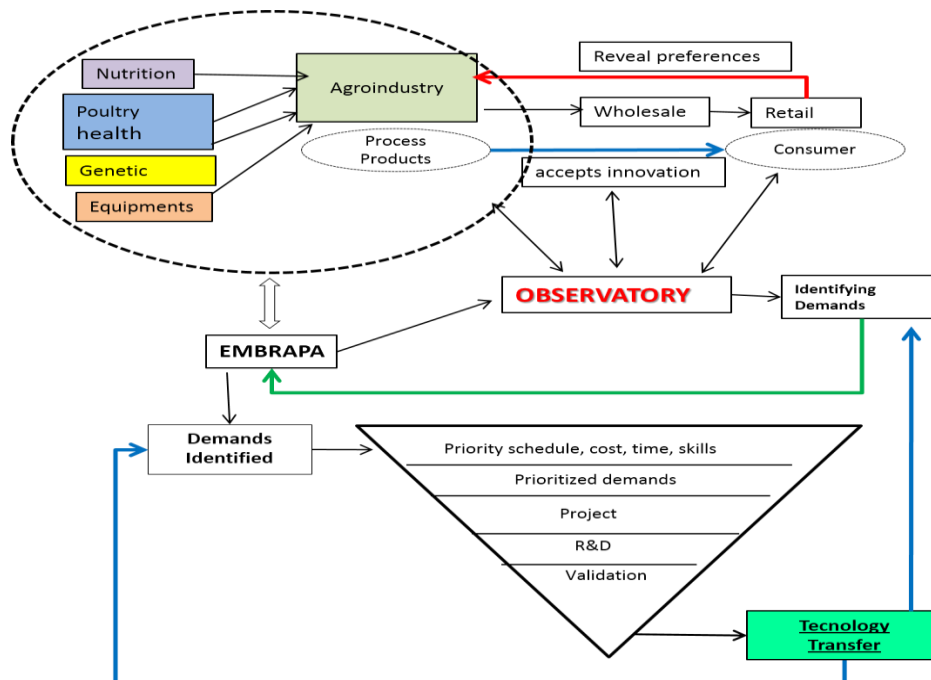 Reveal preferences
Nutrition
Agroindustry
Poultry
health
Wholesale
Retail
Process
Products
Consumer
Genetic
accepts innovation
Equipments
OBSERVATORY
Identifying
Demands
EMBRAPA
Demands
Identified
Priority schedule, cost, time, skills
Prioritized demands
Project
R&D
Validation
Tecnology
Transfer